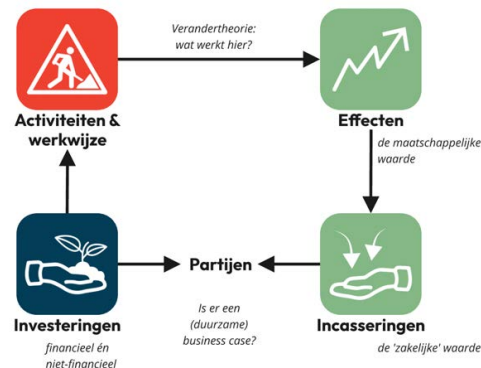 Verandertheorie:
wat werkt hier?
Activiteiten &
werkwijze
Effecten
de maatschappelijke
waarde
Partijen
Is er een
(duurzame)
business case?
Investeringen
financieel én
niet-financieel
Incasseringen
de 'zakelijke' waarde